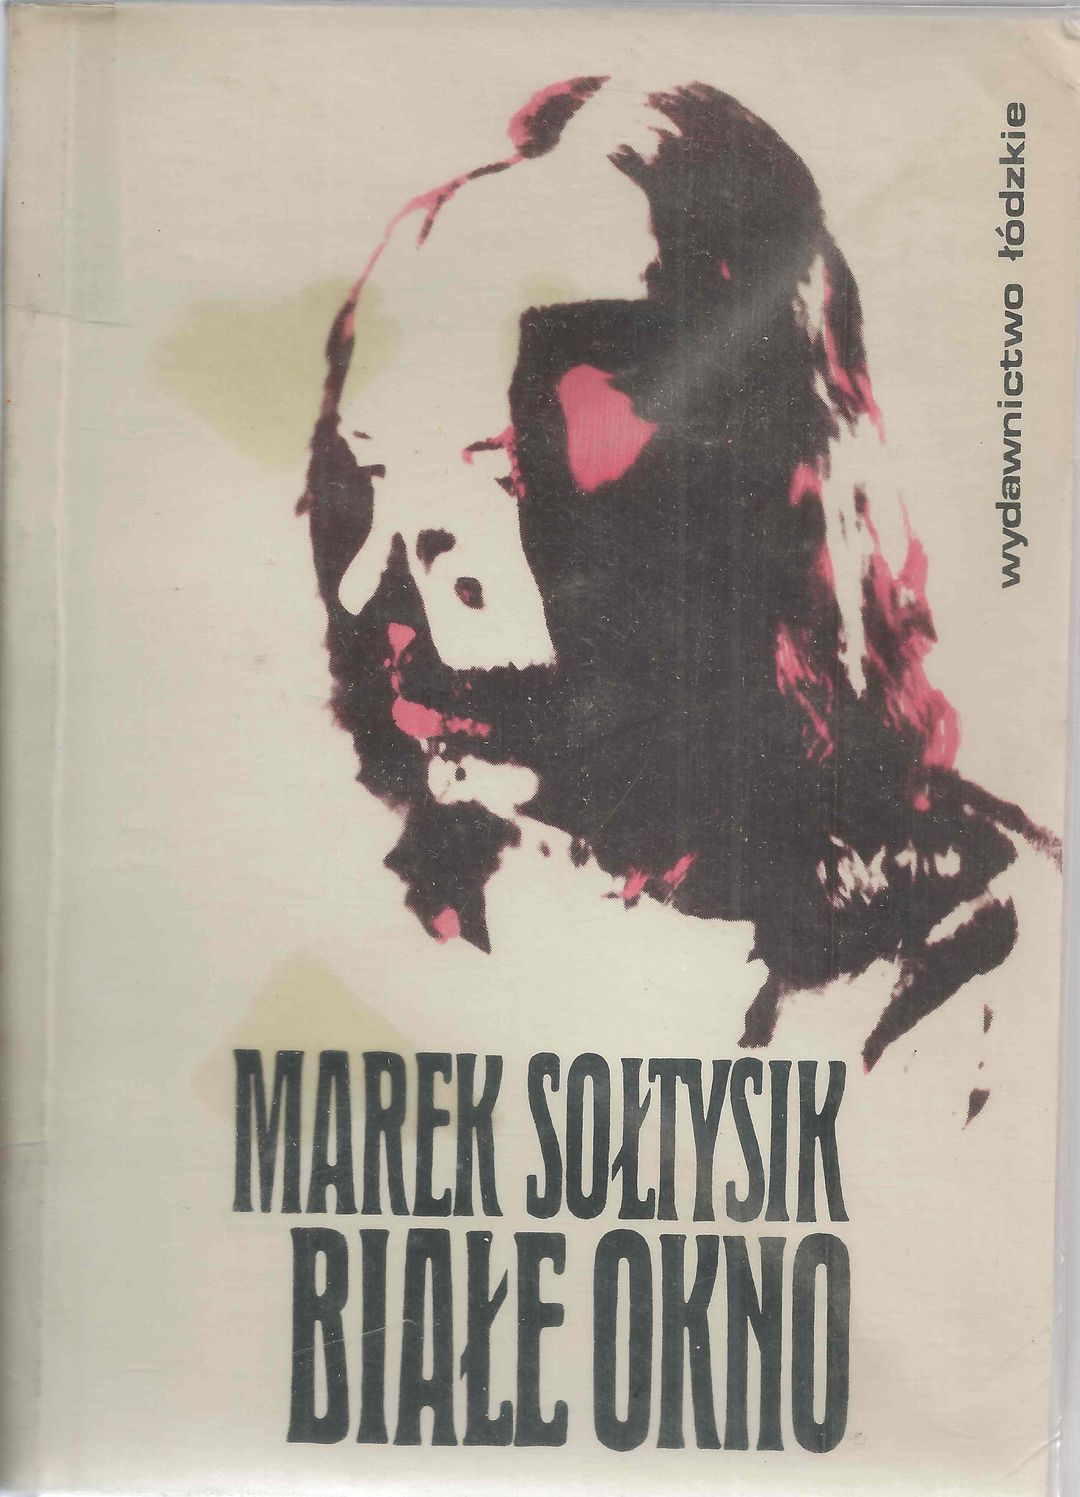 wydawnictwo łódzkie
MAREK SOŁTYSIK
BIAŁE OKNO